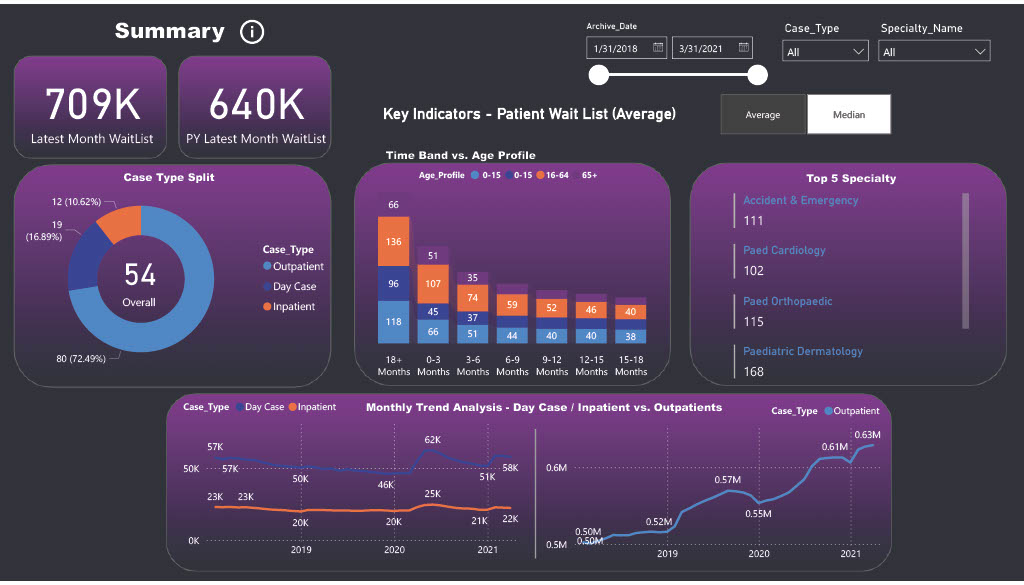 Summary
i
Archive_Date
1/31/2018
3/31/2021
Case_Type
All
Specialty_Name
All
709K
Latest Month WaitList
640K
PY Latest Month WaitList
Key Indicators - Patient Wait List (Average)
Average
Median
Case Type Split
12 (10.62%)
19
(16.89%)
54
Overall
80 (72.49%)
Case_Type
Outpatient
Day Case
Inpatient
Time Band vs. Age Profile
Age_Profile 0-15 0-15 16-64 65+
66
136
96
118
51
107
45
66
35
74
37
51
59
44
52
40
46
40
40
38
18+ 0-3 3-6 6-9 9-12 12-15 15-18
Months Months Months Months Months Months Months
Top 5 Specialty
Accident & Emergency
111
Paed Cardiology
102
Paed Orthopaedic
115
Paediatric Dermatology
168
Case_Type Day Case Inpatient
Monthly Trend Analysis - Day Case / Inpatient vs. Outpatients
Case_Type Outpatient
57K
57K
50K
46K
62K
51K
58K
23K
23K
20K
20K
25K
21K
22K
50K
0K
2019 2020 2021
0.6M
0.5M
0.50M
0.50M
0.52M
0.57M
0.55M
0.61M
0.63M
2019 2020 2021